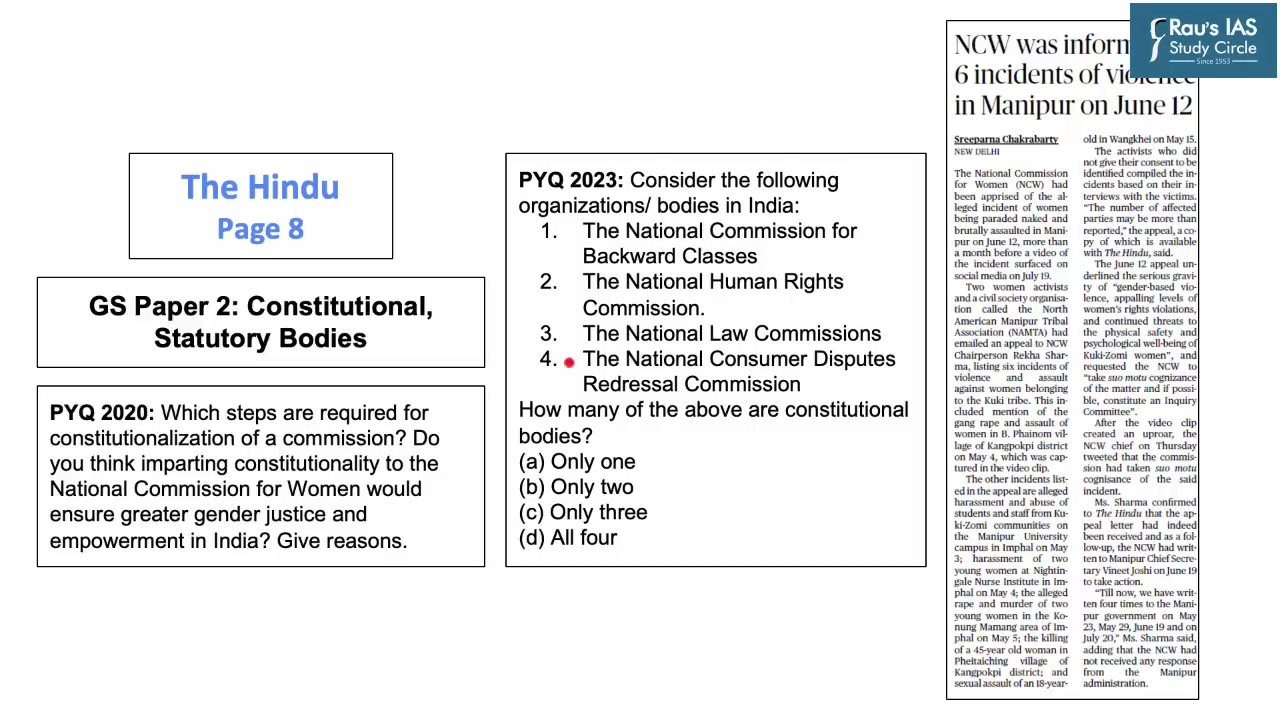 The Hindu
Page 8
GS Paper 2: Constitutional,
Statutory Bodies
PYQ 2020: Which steps are required for
constitutionalization of a commission? Do
you think imparting constitutionality to the
National Commission for Women would
ensure greater gender justice and
empowerment in India? Give reasons.
PYQ 2023: Consider the following
organizations/ bodies in India:
1. The National Commission for
Backward Classes
2. The National Human Rights
Commission.
3. The National Law Commissions
4. The National Consumer Disputes
Redressal Commission
How many of the above are constitutional
bodies?
(a) Only one
(b) Only two
(c) Only three
(d) All four
Rau's IAS
Study Circle
Since 1953
NCW was inform
6 incidents of violence
in Manipur on June 12
Sreeparna Chakrabarty
NEW DELHI
The National Commission
for Women (NCW) had
been apprised of the al-
leged incident of women
being paraded naked and
brutally assaulted in Mani-
pur on June 12, more than
a month before a video of
the incident surfaced on
social media on July 19.
Two women activists
and a civil society organisa-
tion called the North
American Manipur Tribal
Association (NAMTA) had
emailed an appeal to NCW
Chairperson Rekha Shar-
ma, listing six incidents of
violence and assault
against women belonging
to the Kuki tribe. This in-
cluded mention of the
gang rape and assault of
women in B. Phainom vil-
lage of Kangpokpi district
on May 4, which was cap-
tured in the video clip.
The other incidents list-
ed in the appeal are alleged
harassment and abuse of
students and staff from Ku-
ki-Zomi communities on
the Manipur University
campus in Imphal on May
3; harassment of two
young women at Nightin-
gale Nurse Institute in Im-
phal on May 4; the alleged
rape and murder of two
young women in the Ko-
nung Mamang area of Im-
phal on May 5; the killing
of a 45-year old woman in
Pheitaiching village of
Kangpokpi district; and
sexual assault of an 18-year-
old in Wangkhei on May 15.
The activists who did
not give their consent to be
identified compiled the in-
cidents based on their in-
terviews with the victims.
"The number of affected
parties may be more than
reported," the appeal, a co-
py of which is available
with The Hindu, said.
The June 12 appeal un-
derlined the serious gravi-
ty of "gender-based vio-
lence, appalling levels of
women's rights violations,
and continued threats to
the physical safety and
psychological well-being of
Kuki-Zomi women", and
requested the NCW to
"take suo motu cognizance
of the matter and if possi-
ble, constitute an Inquiry
Committee".
After the video clip
created an uproar, the
NCW chief on Thursday
tweeted that the commis-
sion had taken suo motu
cognisance of the said
incident.
Ms. Sharma confirmed
to The Hindu that the ap-
peal letter had indeed
been received and as a fol-
low-up, the NCW had writ-
ten to Manipur Chief Secre-
tary Vineet Joshi on June 19
to take action.
"Till now, we have writ-
ten four times to the Mani-
pur government on May
23, May 29, June 19 and on
July 20," Ms. Sharma said,
adding that the NCW had
not received any response
from the Manipur
administration.